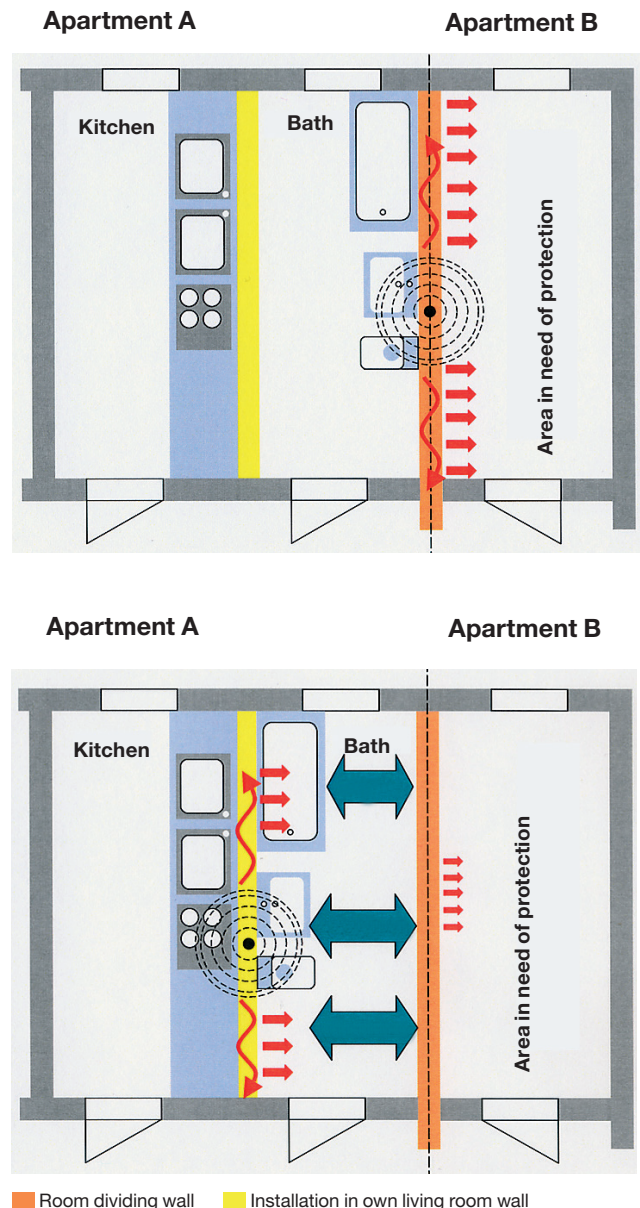 Apartment A
Apartment B
Kitchen
Bath
Area in need of protection
Apartment A
Apartment B
Kitchen
Bath
Area in need of protection
Room dividing wall
Installation in own living room wall